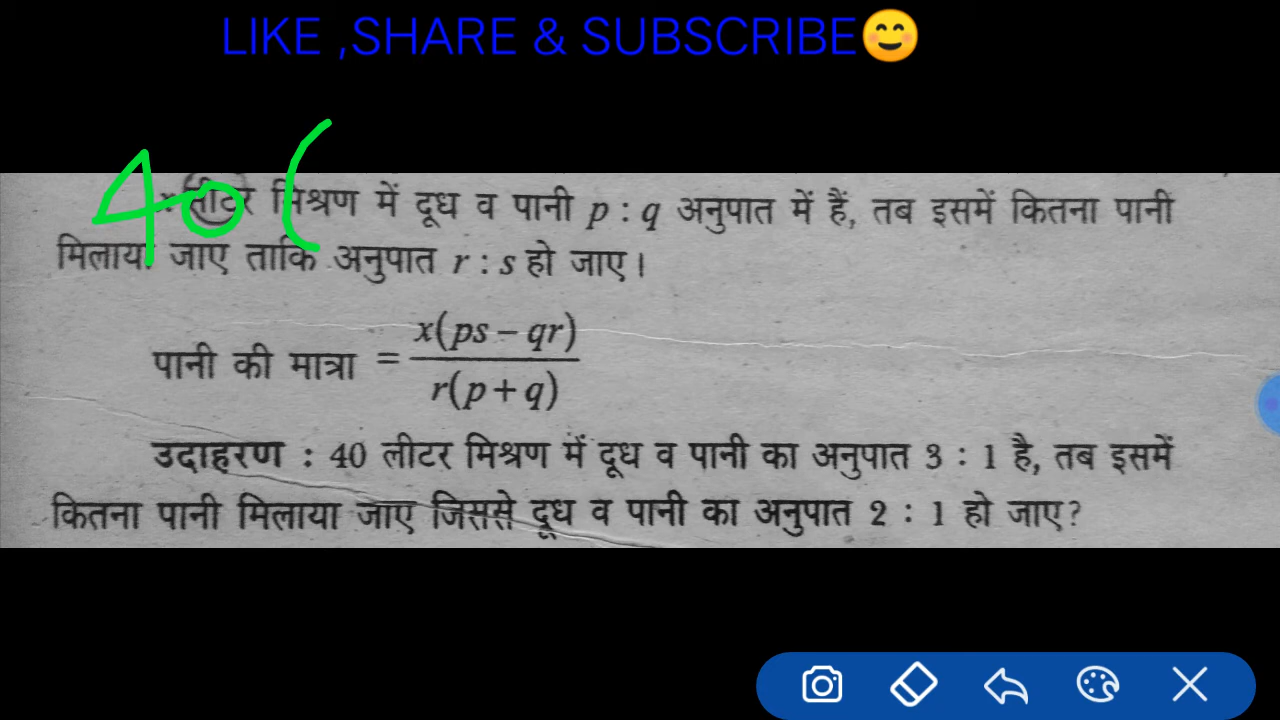 LIKE ,SHARE & SUBSCRIBE😊
40 (
x लीटर मिश्रण में दूध व पानी p : q अनुपात में हैं, तब इसमें कितना पानी
मिलाया जाए ताकि अनुपात r : s हो जाए।
पानी की मात्रा = x(ps – qr) / r(p + q)
उदाहरण : 40 लीटर मिश्रण में दूध व पानी का अनुपात 3 : 1 है, तब इसमें
कितना पानी मिलाया जाए जिससे दूध व पानी का अनुपात 2 : 1 हो जाए?